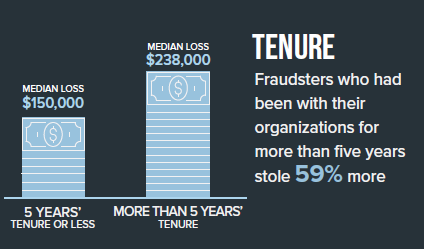 MEDIAN LOSS
$150,000
5 YEARS'
TENURE OR LESS
MEDIAN LOSS
$238,000
MORE THAN 5 YEARS'
TENURE
TENURE
Fraudsters who had
been with their
organizations for
more than five years
stole 59% more